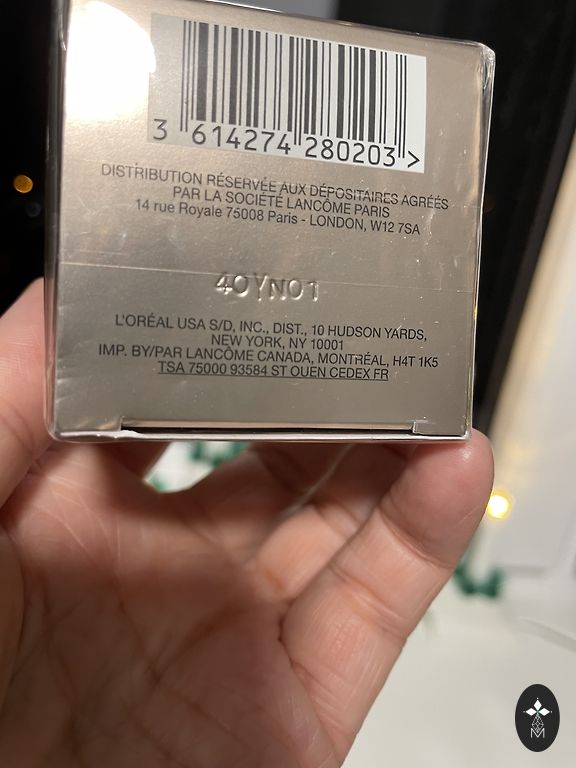 3 614274 280203 >
DISTRIBUTION RÉSERVÉE AUX DÉPOSITAIRES AGRÉÉS
PAR LA SOCIÉTÉ LANCÔME PARIS
14 rue Royale 75008 Paris - LONDON, W12 7SA
40YN01
L'ORÉAL USA S/D, INC., DIST., 10 HUDSON YARDS,
NEW YORK, NY 10001
IMP. BY/PAR LANCÔME CANADA, MONTRÉAL, H4T 1K5
TSA 75000 93584 ST OUEN CEDEX FR